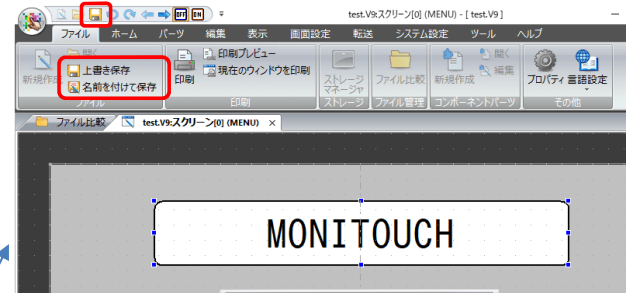 OFF ON test.V9:スクリーン[0] (MENU) - [ test.V9 ]
ファイル ホーム パーツ 編集 表示 画面設定 転送 システム設定 ツール ヘルプ
新規作成 開く
上書き保存
名前を付けて保存
ファイル
印刷 印刷プレビュー
現在のウィンドウを印刷
印刷
ストレージ
マネージャ
ストレージ
ファイル比較
ファイル管理
新規作成 開く
編集
コンポーネントパーツ
プロパティ 言語設定
その他
ファイル比較 test.V9:スクリーン[0] (MENU) ×
MONITOUCH